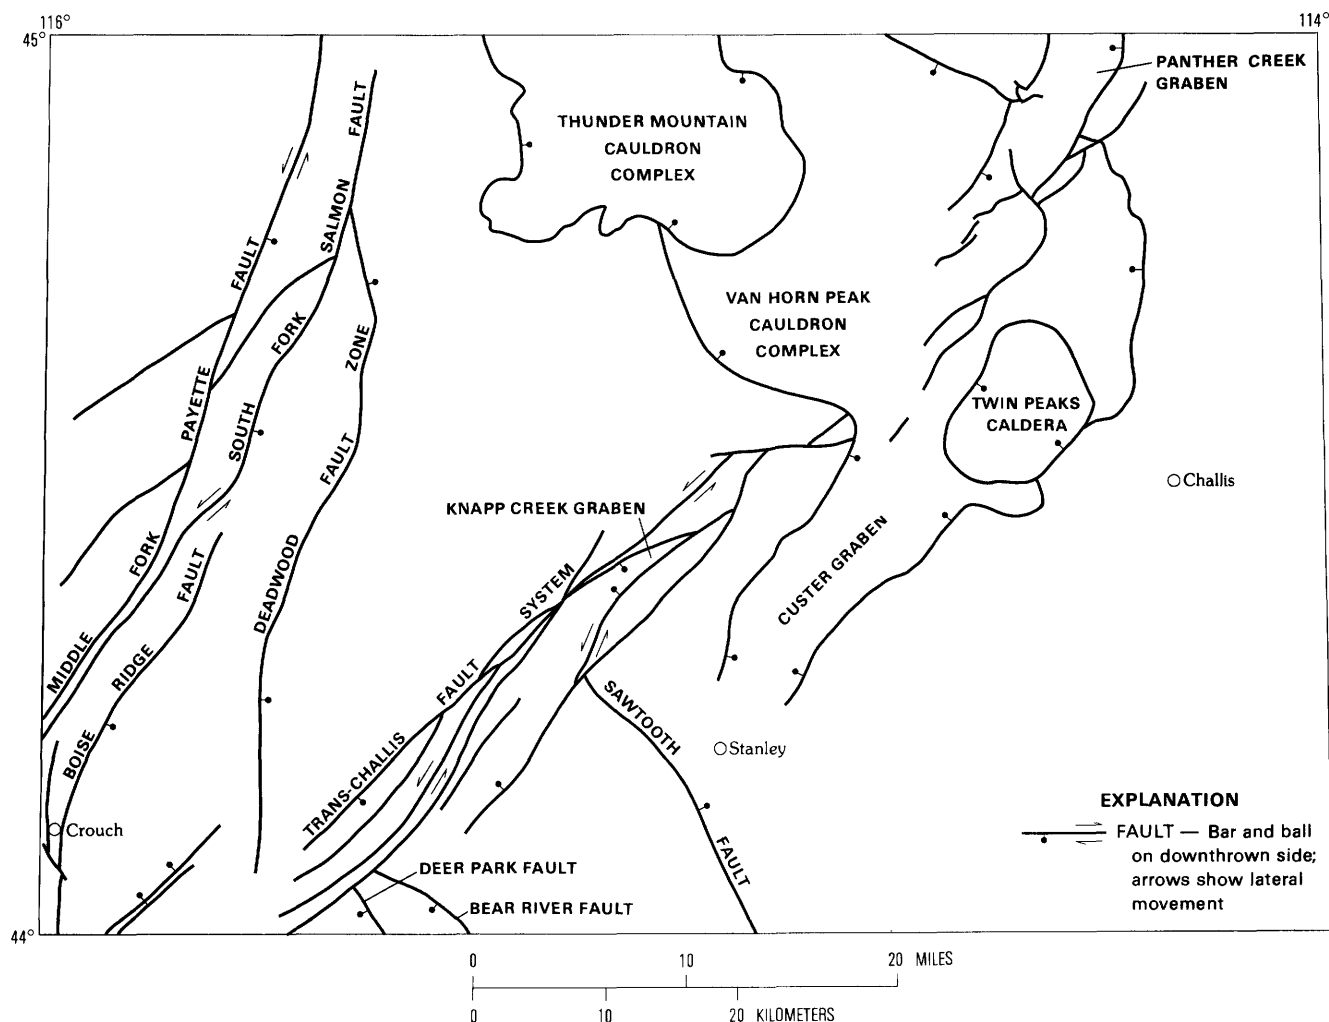 116°
114°
45°
PANTHER CREEK
GRABEN
THUNDER MOUNTAIN
CAULDRON
COMPLEX
SALMON FAULT
VAN HORN PEAK
CAULDRON
COMPLEX
TWIN PEAKS
CALDERA
MIDDLE FORK PAYETTE FAULT
SOUTH FORK
DEADWOOD FAULT ZONE
Challis
KNAPP CREEK GRABEN
CUSTER GRABEN
BOISE RIDGE FAULT
TRANS-CHALLIS FAULT SYSTEM
SAWTOOTH FAULT
Stanley
Crouch
DEER PARK FAULT
BEAR RIVER FAULT
EXPLANATION
FAULT — Bar and ball
on downthrown side;
arrows show lateral
movement
44°
0 10 20 MILES
0 10 20 KILOMETERS